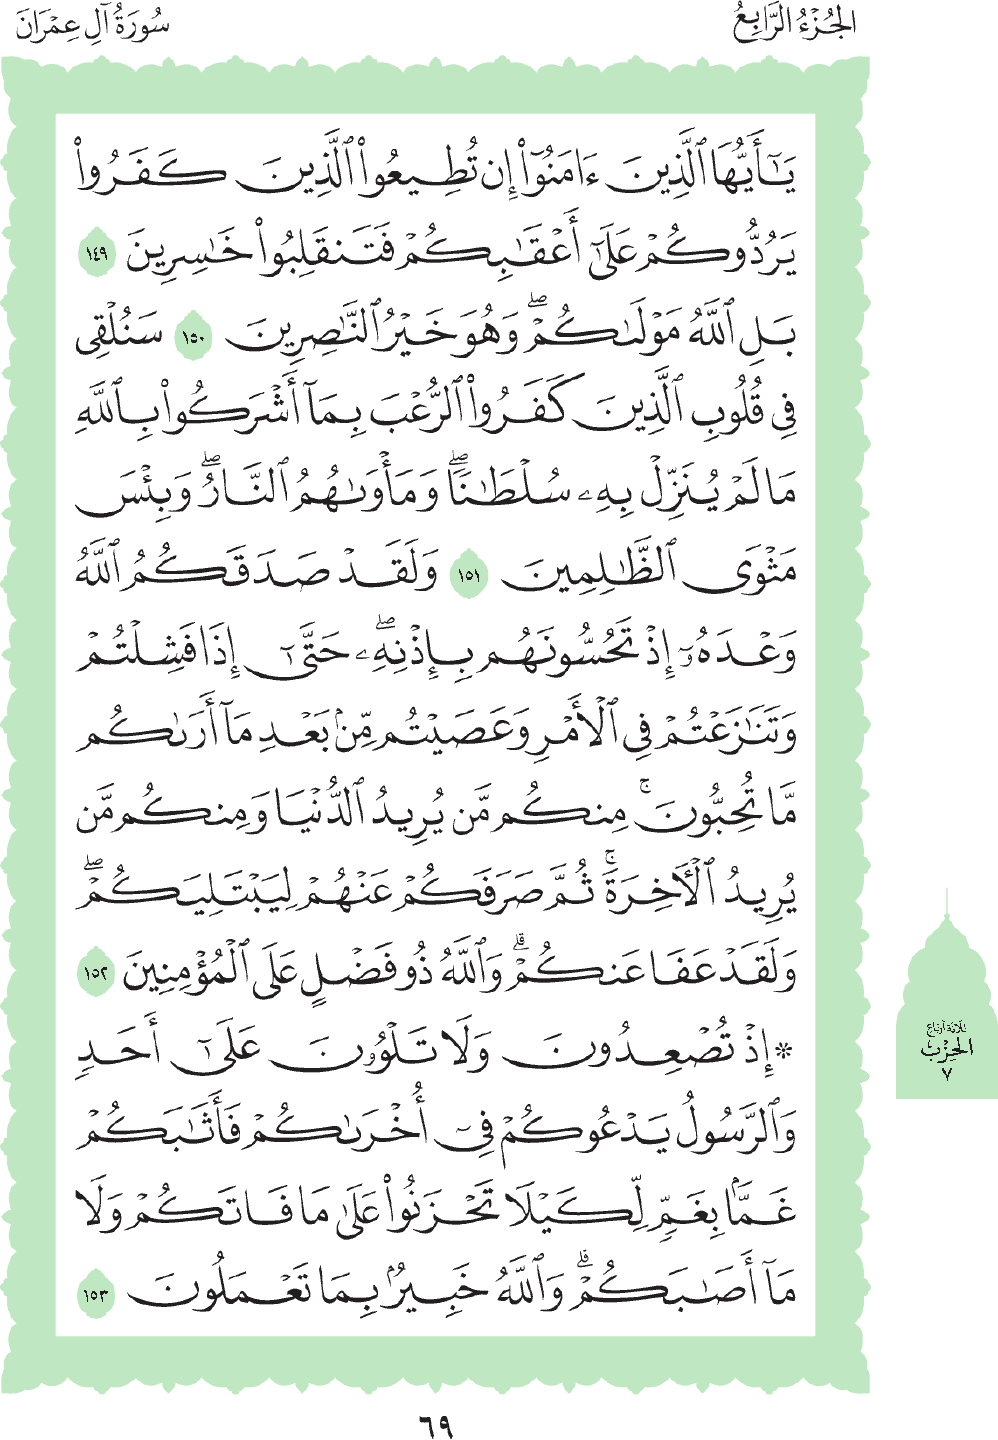 الجُزْءُ الرَّابِعُ
سُورَةُ آلِ عِمْرَانَ
يَـٰٓأَيُّهَا ٱلَّذِينَ ءَامَنُوٓا۟ إِن تُطِيعُوا۟ ٱلَّذِينَ كَفَرُوا۟
يَرُدُّوكُمْ عَلَىٰٓ أَعْقَـٰبِكُمْ فَتَنقَلِبُوا۟ خَـٰسِرِينَ ١٤٩
بَلِ ٱللَّهُ مَوْلَىٰكُمْ ۖ وَهُوَ خَيْرُ ٱلنَّـٰصِرِينَ ١٥٠ سَنُلْقِى
فِى قُلُوبِ ٱلَّذِينَ كَفَرُوا۟ ٱلرُّعْبَ بِمَآ أَشْرَكُوا۟ بِٱللَّهِ
مَا لَمْ يُنَزِّلْ بِهِۦ سُلْطَـٰنًا ۖ وَمَأْوَىٰهُمُ ٱلنَّارُ ۖ وَبِئْسَ
مَثْوَى ٱلظَّـٰلِمِينَ ١٥١ وَلَقَدْ صَدَقَكُمُ ٱللَّهُ
وَعْدَهُۥٓ إِذْ تَحُسُّونَهُم بِإِذْنِهِۦ ۖ حَتَّىٰٓ إِذَا فَشِلْتُمْ
وَتَنَـٰزَعْتُمْ فِى ٱلْأَمْرِ وَعَصَيْتُم مِّنۢ بَعْدِ مَآ أَرَىٰكُم
مَّا تُحِبُّونَ ۚ مِنكُم مَّن يُرِيدُ ٱلدُّنْيَا وَمِنكُم مَّن
يُرِيدُ ٱلْـَٔاخِرَةَ ۚ ثُمَّ صَرَفَكُمْ عَنْهُمْ لِيَبْتَلِيَكُمْ ۖ
وَلَقَدْ عَفَا عَنكُمْ ۗ وَٱللَّهُ ذُو فَضْلٍ عَلَى ٱلْمُؤْمِنِينَ ١٥٢
۞ إِذْ تُصْعِدُونَ وَلَا تَلْوُۥنَ عَلَىٰٓ أَحَدٍ
وَٱلرَّسُولُ يَدْعُوكُمْ فِىٓ أُخْرَىٰكُمْ فَأَثَـٰبَكُمْ
غَمًّۢا بِغَمٍّ لِّكَيْلَا تَحْزَنُوا۟ عَلَىٰ مَا فَاتَكُمْ وَلَا
مَآ أَصَـٰبَكُمْ ۗ وَٱللَّهُ خَبِيرٌۢ بِمَا تَعْمَلُونَ ١٥٣
ثلاثة أرباع
الحِزْب
٧
٦٩